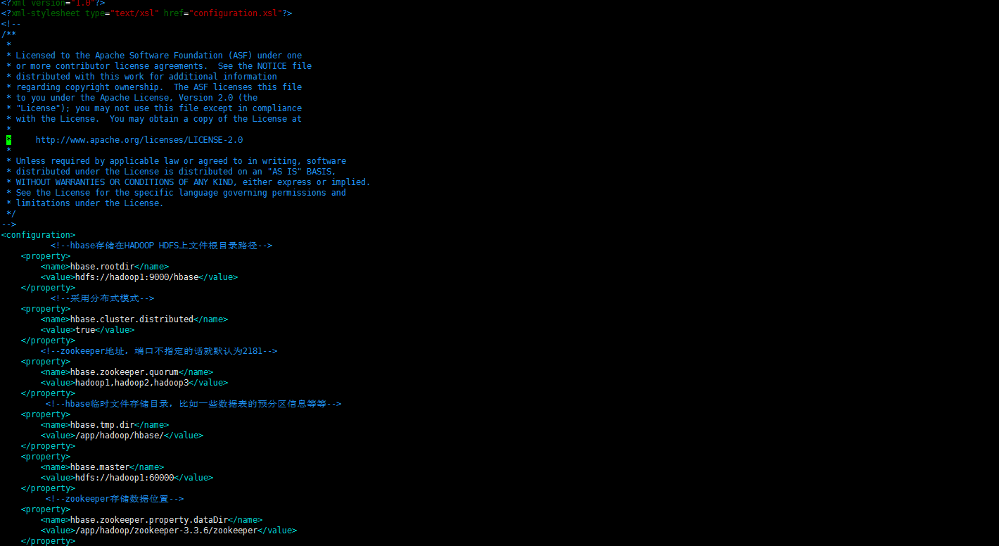 <?xml version="1.0"?>
<?xml-stylesheet type="text/xsl" href="configuration.xsl"?>
<!--
/**
 *
 * Licensed to the Apache Software Foundation (ASF) under one
 * or more contributor license agreements.  See the NOTICE file
 * distributed with this work for additional information
 * regarding copyright ownership.  The ASF licenses this file
 * to you under the Apache License, Version 2.0 (the
 * "License"); you may not use this file except in compliance
 * with the License.  You may obtain a copy of the License at
 *
 *     http://www.apache.org/licenses/LICENSE-2.0
 *
 * Unless required by applicable law or agreed to in writing, software
 * distributed under the License is distributed on an "AS IS" BASIS,
 * WITHOUT WARRANTIES OR CONDITIONS OF ANY KIND, either express or implied.
 * See the License for the specific language governing permissions and
 * limitations under the License.
 */
-->
<configuration>
          <!--hbase存储在HADOOP HDFS上文件根目录路径-->
    <property>
        <name>hbase.rootdir</name>
        <value>hdfs://hadoop1:9000/hbase</value>
    </property>
          <!--采用分布式模式-->
    <property>
        <name>hbase.cluster.distributed</name>
        <value>true</value>
    </property>
        <!--zookeeper地址, 端口不指定的话就默认为2181-->
    <property>
        <name>hbase.zookeeper.quorum</name>
        <value>hadoop1,hadoop2,hadoop3</value>
    </property>
         <!--hbase临时文件存储目录, 比如一些数据表的预分区信息等等-->
    <property>
        <name>hbase.tmp.dir</name>
        <value>/app/hadoop/hbase/</value>
    </property>
    <property>
        <name>hbase.master</name>
        <value>hdfs://hadoop1:60000</value>
    </property>
         <!--zookeeper存储数据位置-->
    <property>
        <name>hbase.zookeeper.property.dataDir</name>
        <value>/app/hadoop/zookeeper-3.3.6/zookeeper</value>
    </property>